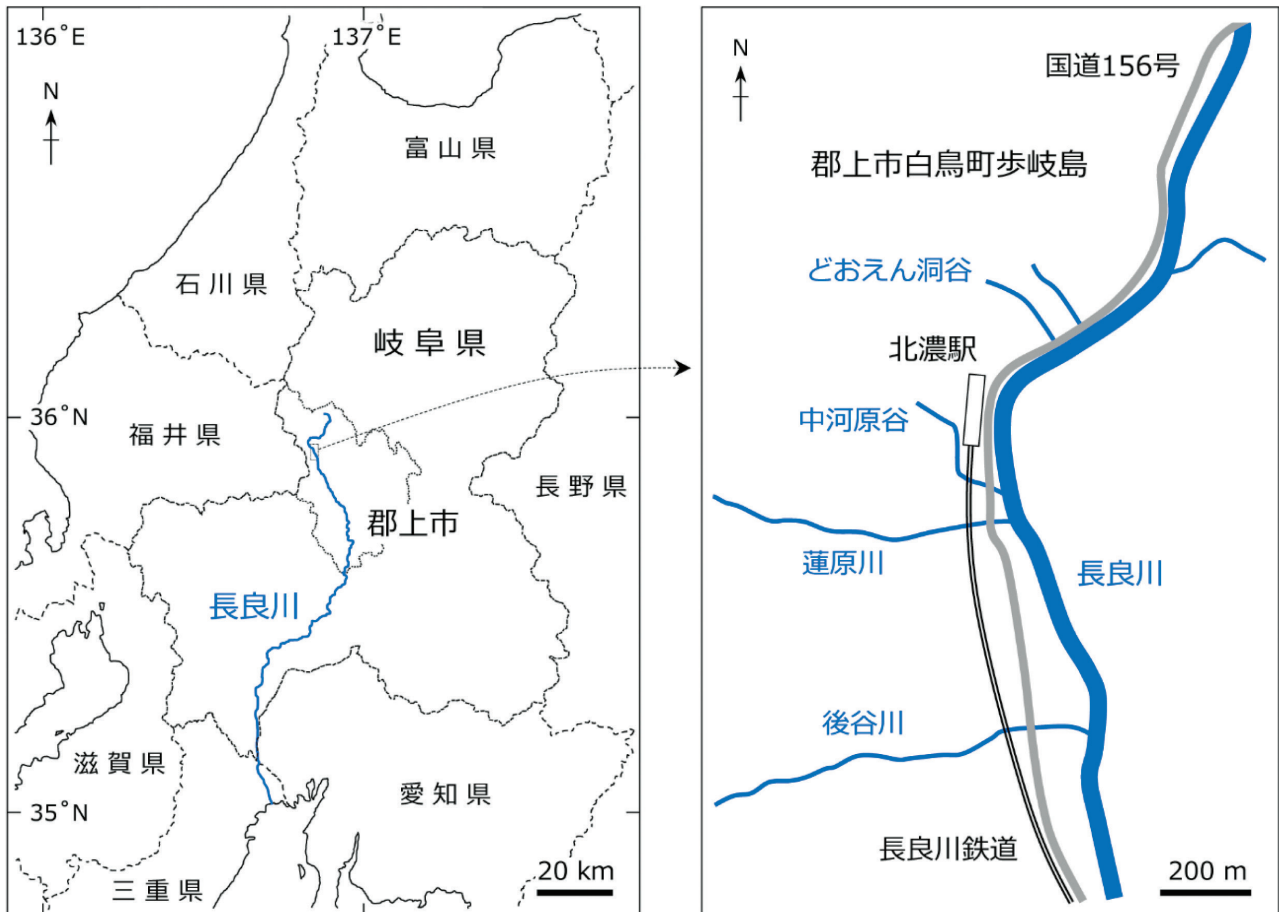 136˚E
137˚E
N
富山県
石川県
岐阜県
36˚N
福井県
長野県
郡上市
長良川
滋賀県
愛知県
35˚N
三重県
20 km
国道156号
N
郡上市白鳥町歩岐島
どおえん洞谷
北濃駅
中河原谷
蓮原川
長良川
後谷川
長良川鉄道
200 m